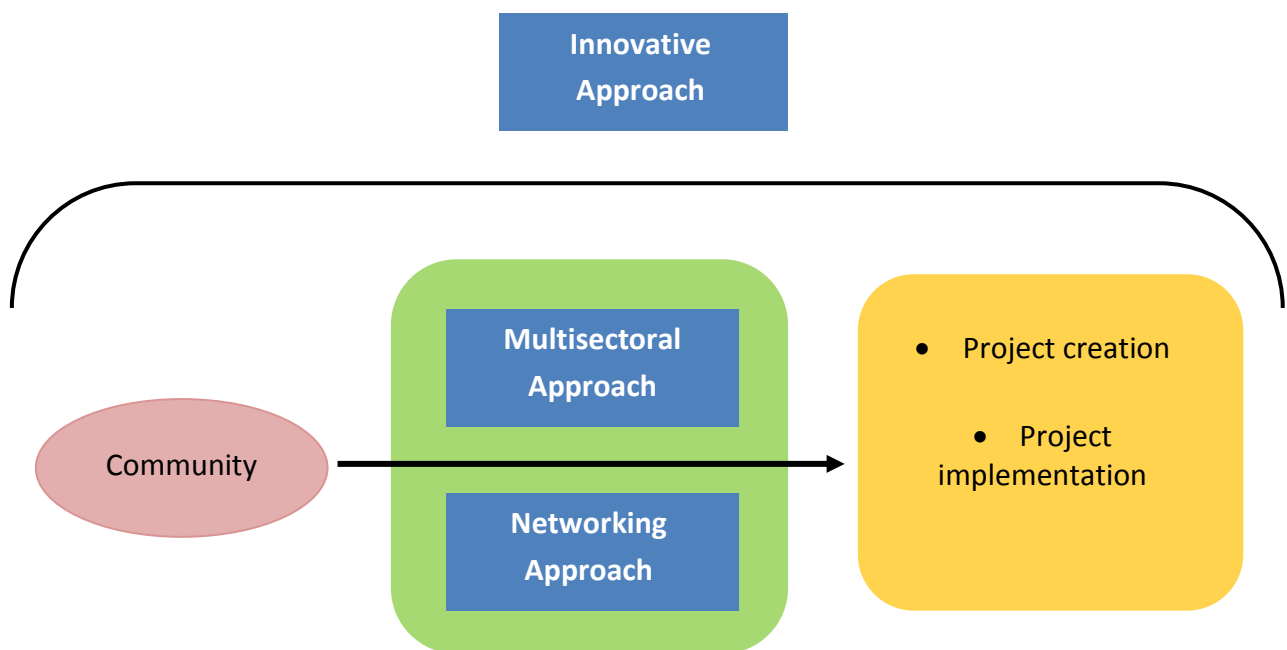 Innovative
Approach
Multisectoral
Approach
• Project creation
• Project
implementation
Community
Networking
Approach